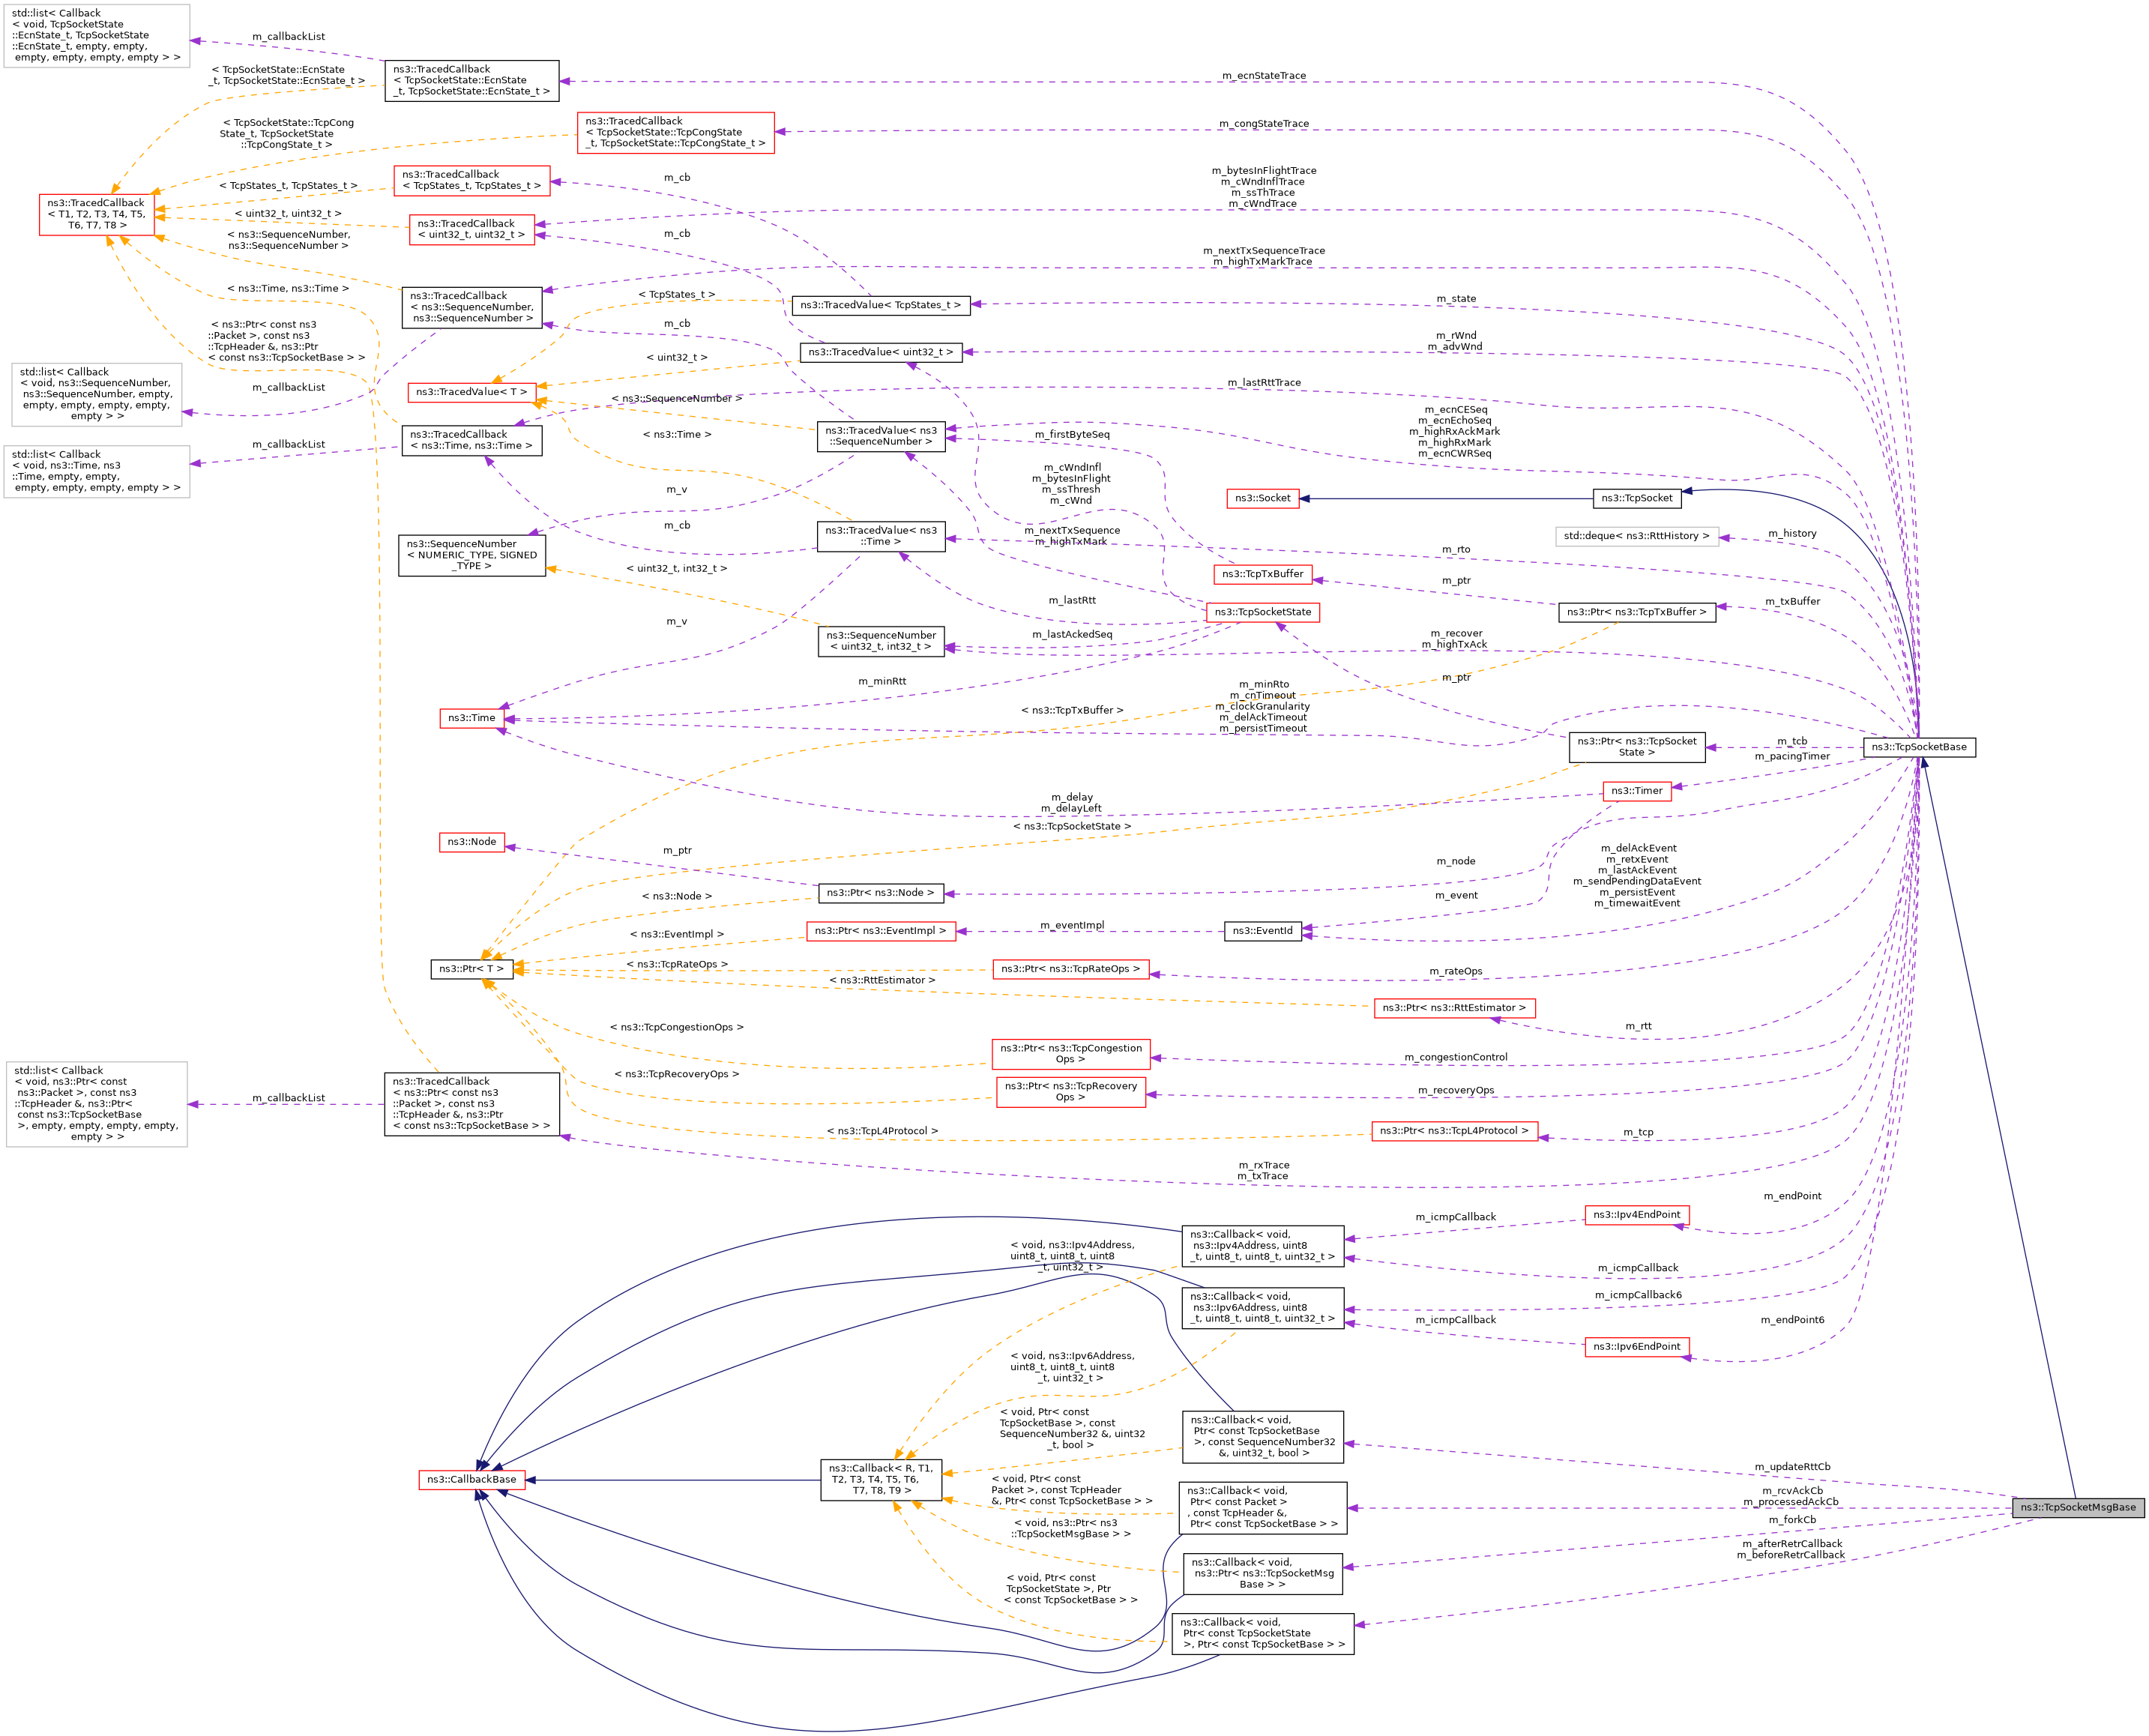 std::list< Callback
< void, TcpSocketState
::EcnState_t, TcpSocketState
::EcnState_t, empty, empty,
empty, empty, empty, empty > >
m_callbackList
< TcpSocketState::EcnState
_t, TcpSocketState::EcnState_t >
ns3::TracedCallback
< TcpSocketState::EcnState
_t, TcpSocketState::EcnState_t >
m_ecnStateTrace
< TcpSocketState::TcpCong
State_t, TcpSocketState
::TcpCongState_t >
ns3::TracedCallback
< TcpSocketState::TcpCongState
_t, TcpSocketState::TcpCongState_t >
m_congStateTrace
ns3::TracedCallback
< TcpStates_t, TcpStates_t >
< TcpStates_t, TcpStates_t >
m_cb
m_bytesInFlightTrace
m_cWndInflTrace
m_ssThTrace
m_cWndTrace
ns3::TracedCallback
< T1, T2, T3, T4, T5,
T6, T7, T8 >
< uint32_t, uint32_t >
ns3::TracedCallback
< uint32_t, uint32_t >
m_cb
< ns3::SequenceNumber,
ns3::SequenceNumber >
m_nextTxSequenceTrace
m_highTxMarkTrace
< ns3::Time, ns3::Time >
ns3::TracedCallback
< ns3::SequenceNumber,
ns3::SequenceNumber >
< TcpStates_t >
ns3::TracedValue< TcpStates_t >
m_state
< ns3::Ptr< const ns3
::Packet >, const ns3
::TcpHeader &, ns3::Ptr
< const ns3::TcpSocketBase > >
m_cb
m_rWnd
m_advWnd
< uint32_t >
ns3::TracedValue< uint32_t >
std::list< Callback
< void, ns3::SequenceNumber,
ns3::SequenceNumber, empty,
empty, empty, empty, empty,
empty > >
m_callbackList
ns3::TracedValue< T >
< ns3::SequenceNumber >
m_lastRttTrace
ns3::TracedCallback
< ns3::Time, ns3::Time >
< ns3::Time >
ns3::TracedValue< ns3
::SequenceNumber >
m_firstByteSeq
m_ecnCESeq
m_ecnEchoSeq
m_highRxAckMark
m_highRxMark
m_ecnCWRSeq
std::list< Callback
< void, ns3::Time, ns3
::Time, empty, empty,
empty, empty, empty, empty > >
m_callbackList
m_v
m_cWndInfl
m_bytesInFlight
m_ssThresh
m_cWnd
ns3::Socket
ns3::TcpSocket
m_cb
ns3::TracedValue< ns3
::Time >
m_nextTxSequence
m_highTxMark
std::deque< ns3::RttHistory >
m_history
ns3::SequenceNumber
< NUMERIC_TYPE, SIGNED
_TYPE >
< uint32_t, int32_t >
m_rto
ns3::TcpTxBuffer
m_ptr
m_lastRtt
ns3::TcpSocketState
ns3::Ptr< ns3::TcpTxBuffer >
m_txBuffer
m_v
ns3::SequenceNumber
< uint32_t, int32_t >
m_lastAckedSeq
m_recover
m_highTxAck
m_minRtt
m_ptr
ns3::Time
< ns3::TcpTxBuffer >
m_minRto
m_cnTimeout
m_clockGranularity
m_delAckTimeout
m_persistTimeout
ns3::Ptr< ns3::TcpSocket
State >
m_tcb
m_pacingTimer
ns3::TcpSocketBase
ns3::Timer
m_delay
m_delayLeft
< ns3::TcpSocketState >
ns3::Node
m_ptr
m_node
m_delAckEvent
m_retxEvent
m_lastAckEvent
m_sendPendingDataEvent
m_persistEvent
m_timewaitEvent
< ns3::Node >
ns3::Ptr< ns3::Node >
m_event
< ns3::EventImpl >
ns3::Ptr< ns3::EventImpl >
m_eventImpl
ns3::EventId
ns3::Ptr< T >
< ns3::TcpRateOps >
ns3::Ptr< ns3::TcpRateOps >
m_rateOps
< ns3::RttEstimator >
ns3::Ptr< ns3::RttEstimator >
m_rtt
< ns3::TcpCongestionOps >
ns3::Ptr< ns3::TcpCongestion
Ops >
m_congestionControl
< ns3::TcpRecoveryOps >
ns3::Ptr< ns3::TcpRecovery
Ops >
m_recoveryOps
std::list< Callback
< void, ns3::Ptr< const
ns3::Packet >, const ns3
::TcpHeader &, ns3::Ptr<
const ns3::TcpSocketBase
>, empty, empty, empty, empty,
empty > >
m_callbackList
ns3::TracedCallback
< ns3::Ptr< const ns3
::Packet >, const ns3
::TcpHeader &, ns3::Ptr
< const ns3::TcpSocketBase > >
< ns3::TcpL4Protocol >
ns3::Ptr< ns3::TcpL4Protocol >
m_tcp
m_rxTrace
m_txTrace
m_endPoint
m_icmpCallback
ns3::Ipv4EndPoint
ns3::Callback< void,
ns3::Ipv4Address, uint8
_t, uint8_t, uint8_t, uint32_t >
< void, ns3::Ipv4Address,
uint8_t, uint8_t, uint8
_t, uint32_t >
m_icmpCallback
ns3::Callback< void,
ns3::Ipv6Address, uint8
_t, uint8_t, uint8_t, uint32_t >
m_icmpCallback6
m_icmpCallback
m_endPoint6
ns3::Ipv6EndPoint
< void, ns3::Ipv6Address,
uint8_t, uint8_t, uint8
_t, uint32_t >
< void, Ptr< const
TcpSocketBase >, const
SequenceNumber32 &, uint32
_t, bool >
ns3::Callback< void,
Ptr< const TcpSocketBase
>, const SequenceNumber32
&, uint32_t, bool >
m_updateRttCb
ns3::CallbackBase
ns3::Callback< R, T1,
T2, T3, T4, T5, T6,
T7, T8, T9 >
< void, Ptr< const
Packet >, const TcpHeader
&, Ptr< const TcpSocketBase > >
ns3::Callback< void,
Ptr< const Packet >
, const TcpHeader &,
Ptr< const TcpSocketBase > >
m_rcvAckCb
m_processedAckCb
ns3::TcpSocketMsgBase
m_forkCb
< void, ns3::Ptr< ns3
::TcpSocketMsgBase > >
m_afterRetrCallback
m_beforeRetrCallback
ns3::Callback< void,
ns3::Ptr< ns3::TcpSocketMsg
Base > >
< void, Ptr< const
TcpSocketState >, Ptr
< const TcpSocketBase > >
ns3::Callback< void,
Ptr< const TcpSocketState
>, Ptr< const TcpSocketBase > >